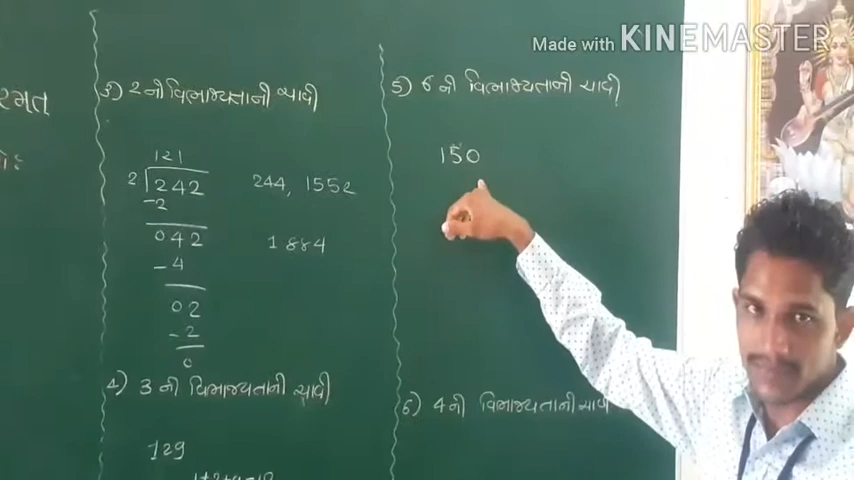 Made with KINEMASTER
રમત
૩) 2 ની વિભાજ્યતાની ચાવી
121
2 242 244, 1552
-2
042 1884
-4
02
-2
0
4) 3 ની વિભાજ્યતાની ચાવી
129
5) 6 ની વિભાજ્યતાની ચાવી
150
6) 4 ની વિભાજ્યતાની ચાવી